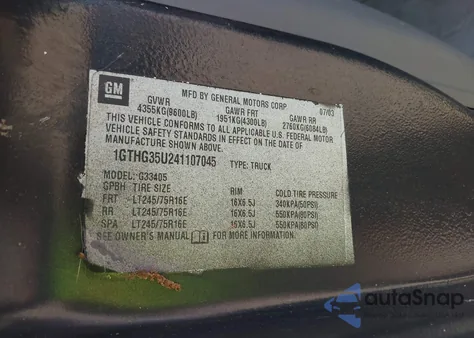 GM
MFD BY GENERAL MOTORS CORP 07/03
GVWR GAWR FRT GAWR RR
4355KG(9600LB) 1951KG(4300LB) 2760KG(6084LB)
THIS VEHICLE CONFORMS TO ALL APPLICABLE U.S. FEDERAL MOTOR
VEHICLE SAFETY STANDARDS IN EFFECT ON THE DATE OF
MANUFACTURE SHOWN ABOVE.
1GTHG35U241107045 TYPE: TRUCK
MODEL: G33405
GPBH TIRE SIZE RIM COLD TIRE PRESSURE
FRT LT245/75R16E 16X6.5J 340KPA(50PSI)
RR LT245/75R16E 16X6.5J 550KPA(80PSI)
SPA LT245/75R16E 16X6.5J 550KPA(80PSI)
SEE OWNER'S MANUAL FOR MORE INFORMATION.
autoSnap